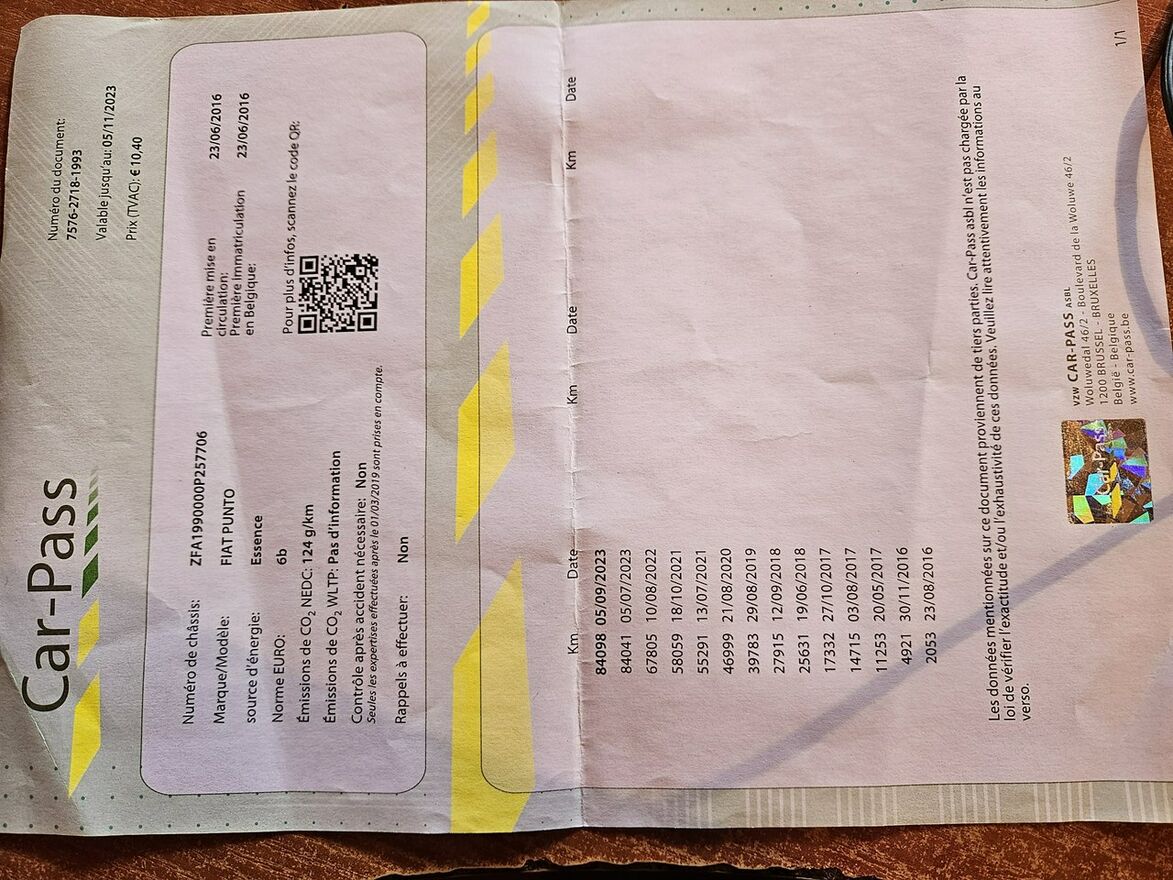 Car-Pass
Numéro du document:
7576-2718-1993
Valable jusqu'au: 05/11/2023
Prix (TVAC): € 10,40
Numéro de châssis: ZFA1990000P257706
Marque/Modèle: FIAT PUNTO
source d'énergie: Essence
Norme EURO: 6b
Émissions de CO₂ NEDC: 124 g/km
Émissions de CO₂ WLTP: Pas d'Information
Contrôle après accident nécessaire: Non
Seules les expertises effectuées après le 01/03/2019 sont prises en compte.
Rappels à effectuer: Non
Première mise en
circulation: 23/06/2016
Première Immatriculation
en Belgique: 23/06/2016
Pour plus d'infos, scannez le code QR:
Km Date Km Date Km Date
84098 05/09/2023
84041 05/07/2023
67805 10/08/2022
58059 18/10/2021
55291 13/07/2021
46999 21/08/2020
39783 29/08/2019
27915 12/09/2018
25631 19/06/2018
17332 27/10/2017
14715 03/08/2017
11253 20/05/2017
4921 30/11/2016
2053 23/08/2016
Les données mentionnées sur ce document proviennent de tiers parties. Car-Pass asbl n'est pas chargée par la
loi de vérifier l'exactitude et/ou l'exhaustivité de ces données. Veuillez lire attentivement les informations au
verso.
Car-Pass
VZW CAR-PASS ASBL
Woluwedal 46/2 - Boulevard de la Woluwe 46/2
1200 BRUSSEL - BRUXELLES
België - Belgique
www.car-pass.be
1/1